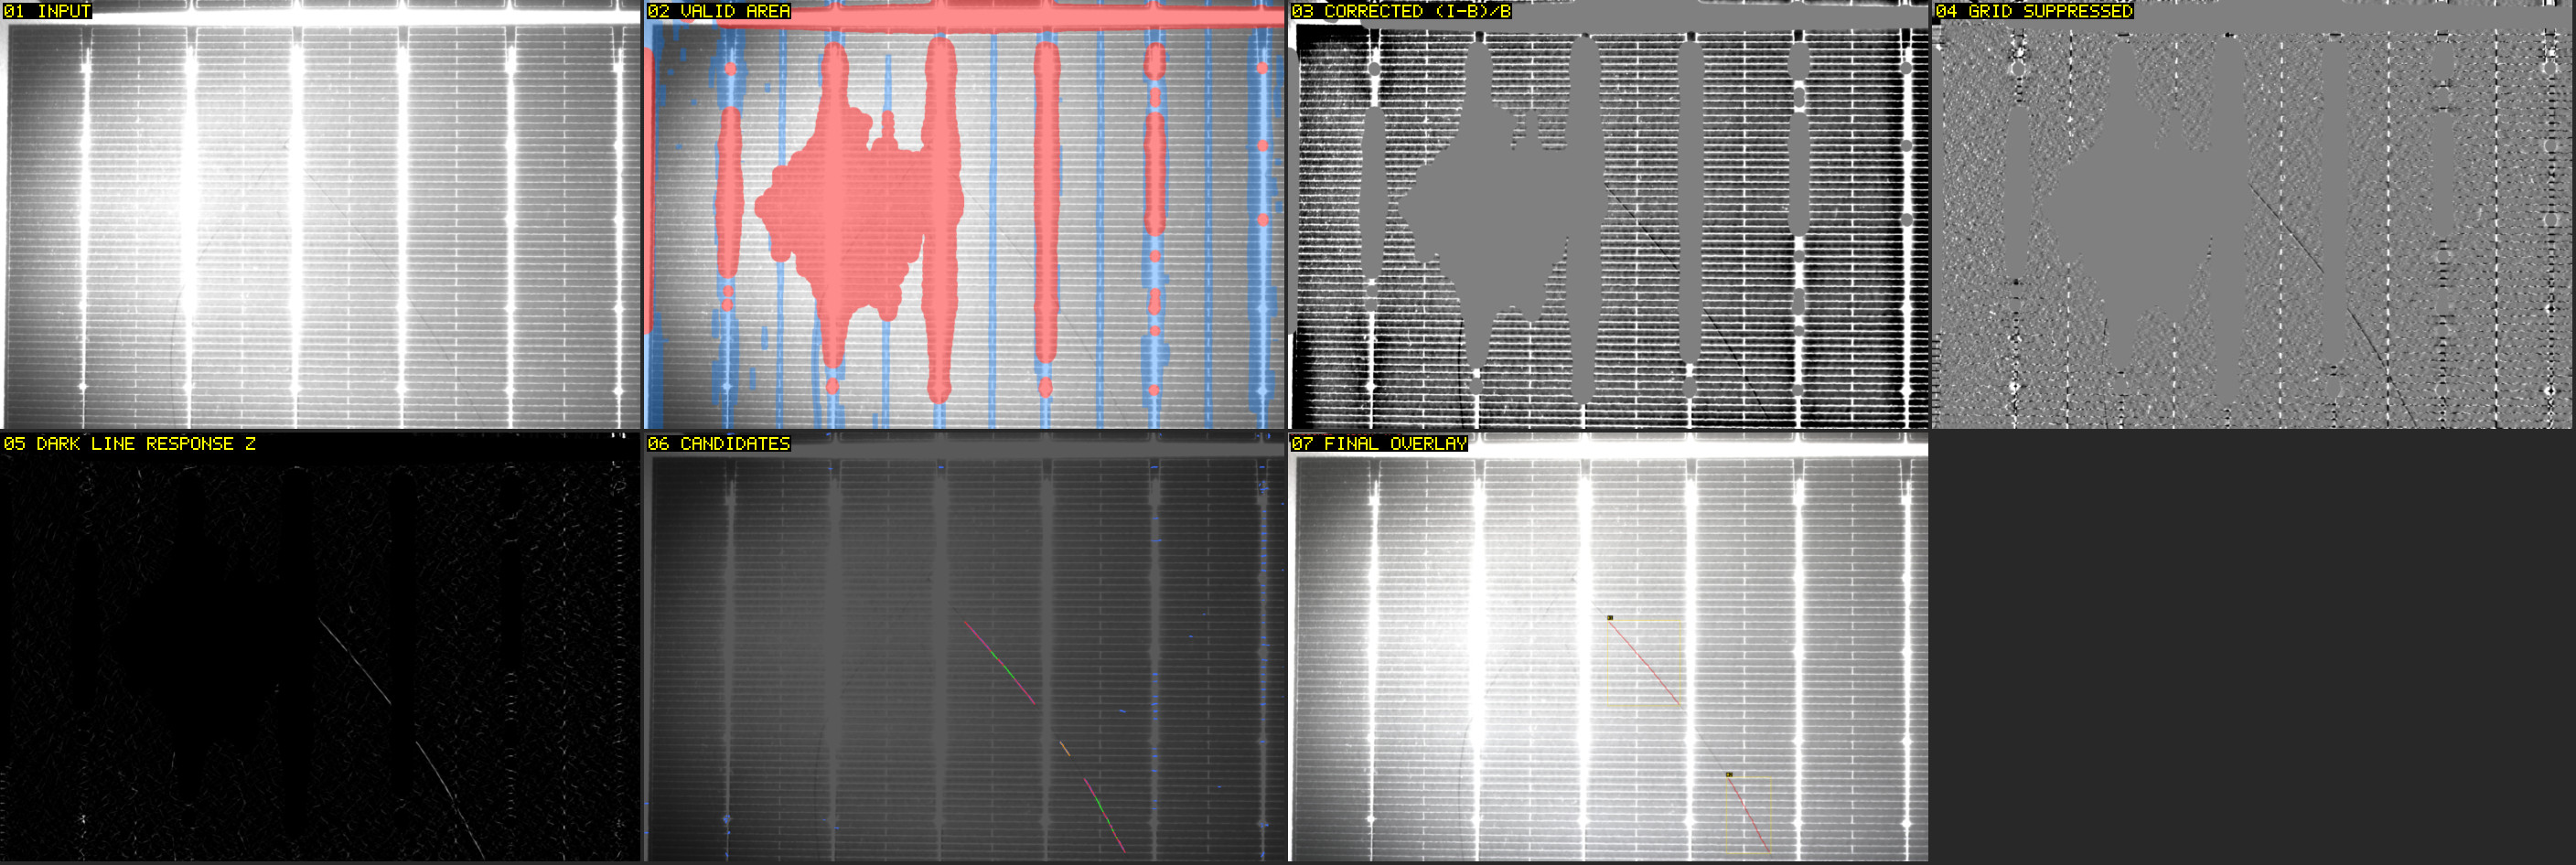 01 INPUT
02 VALID AREA
03 CORRECTED (I-B)/B
04 GRID SUPPRESSED
05 DARK LINE RESPONSE Z
06 CANDIDATES
07 FINAL OVERLAY